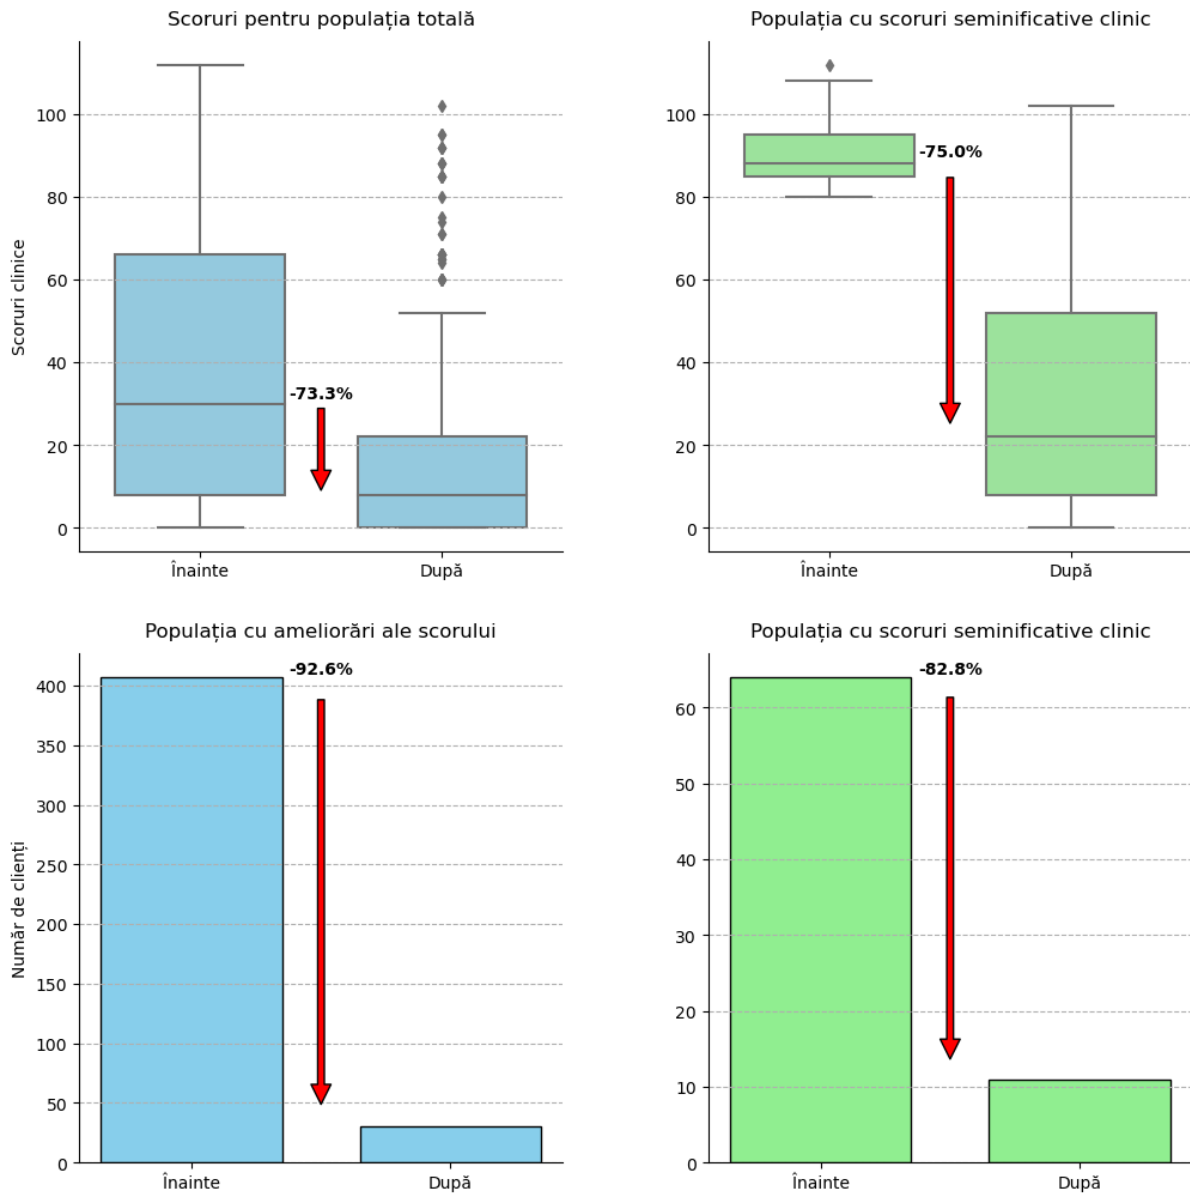 Scoruri pentru populația totală
Populația cu scoruri seminificative clinic
Scoruri clinice
100
80
60
40
20
0
-73.3%
Înainte
După
100
80
60
40
20
0
-75.0%
Înainte
După
Populația cu ameliorări ale scorului
Populația cu scoruri seminificative clinic
Număr de clienți
400
350
300
250
200
150
100
50
0
-92.6%
Înainte
După
60
50
40
30
20
10
0
-82.8%
Înainte
După